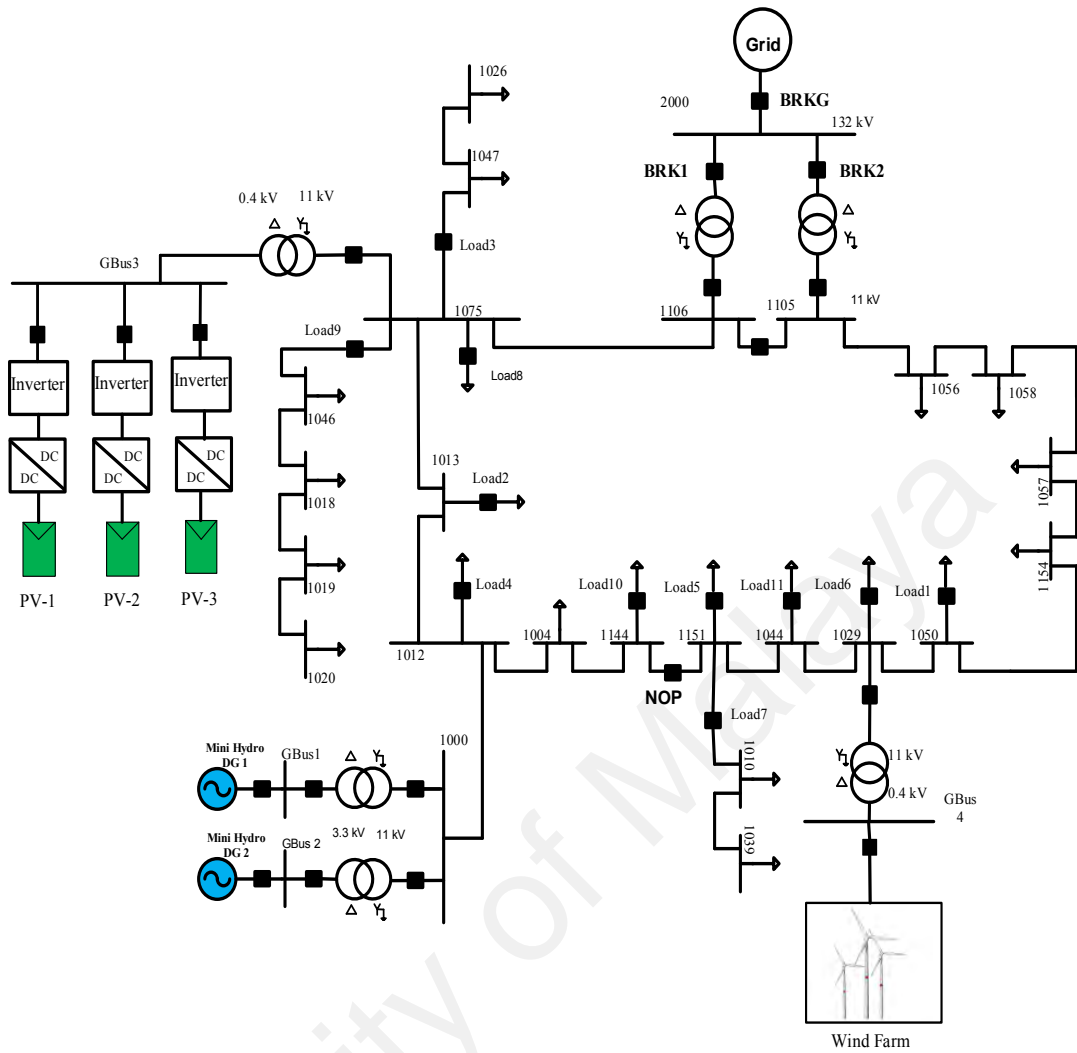 Grid
BRKG
2000
132 kV
BRK1
BRK2
1026
1047
Load3
0.4 kV
11 kV
GBus3
1075
1106
1105
11 kV
Load9
Load8
1056
1058
Inverter
Inverter
Inverter
DC
DC
DC
DC
DC
DC
PV-1
PV-2
PV-3
1046
1018
1019
1020
1013
Load2
1057
1154
Load4
Load10
Load5
Load11
Load6
Load1
1012
1004
1144
1151
1044
1029
1050
NOP
Load7
1010
1039
1000
Mini Hydro
DG 1
GBus1
3.3 kV
11 kV
Mini Hydro
DG 2
GBus 2
11 kV
0.4 kV
GBus
4
Wind Farm
University of Malaya